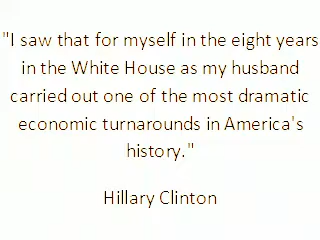 "I saw that for myself in the eight years
in the White House as my husband
carried out one of the most dramatic
economic turnarounds in America's
history."
Hillary Clinton